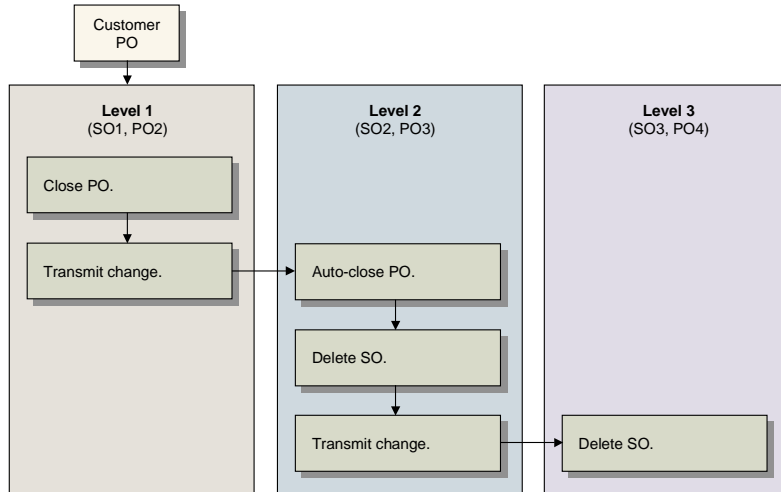 Customer
PO
Level 1
(SO1, PO2)
Close PO.
Transmit change.
Level 2
(SO2, PO3)
Auto-close PO.
Delete SO.
Transmit change.
Level 3
(SO3, PO4)
Delete SO.